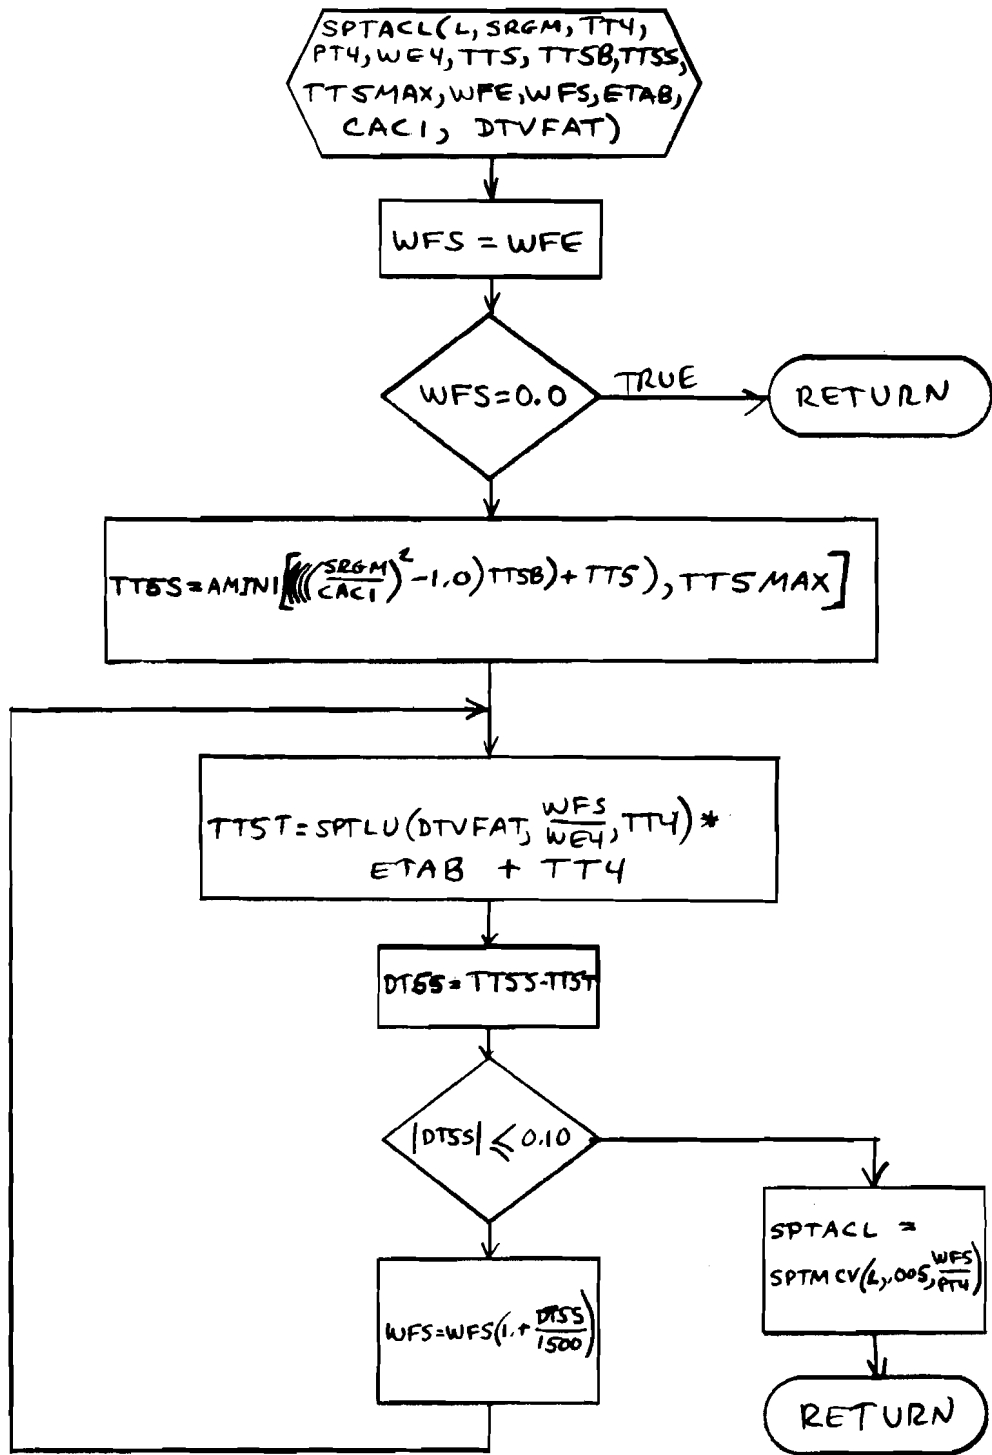 SPTACL(L, SRGM, TT4,
PT4, WE4, TT5, TT5B, TT5S,
TT5MAX, WFE, WFS, ETAB,
CAC1, DTVFAT)
WFS = WFE
WFS=0.0
TRUE
RETURN
TT5S = AMIN1[((((SRGM/CAC1)^2 -1.0) TT5B) + TT5), TT5MAX]
TT5T = SPTLU(DTVFAT, WFS/WE4, TT4) *
ETAB + TT4
DT5S = TT5S-TT5T
|DT5S| ≤ 0.10
SPTACL =
SPTMCV(L, .005, WFS/PT4)
WFS=WFS(1.+ DT5S/1500)
RETURN